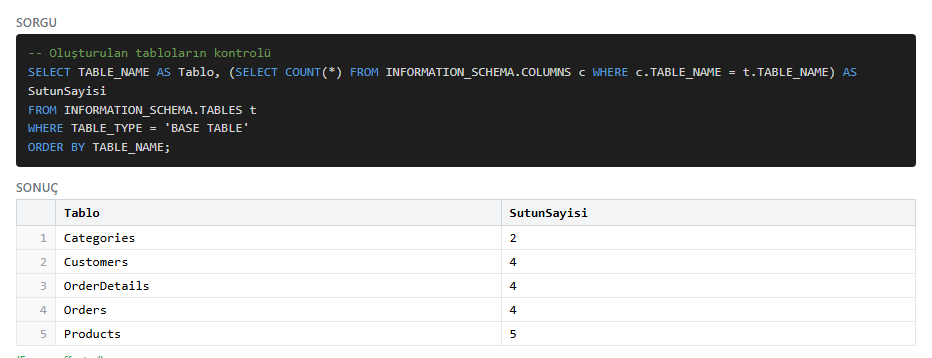 SORGU
-- Oluşturulan tabloların kontrolü
SELECT TABLE_NAME AS Tablo, (SELECT COUNT(*) FROM INFORMATION_SCHEMA.COLUMNS c WHERE c.TABLE_NAME = t.TABLE_NAME) AS
SutunSayisi
FROM INFORMATION_SCHEMA.TABLES t
WHERE TABLE_TYPE = 'BASE TABLE'
ORDER BY TABLE_NAME;
SONUÇ
Tablo SutunSayisi
1 Categories 2
2 Customers 4
3 OrderDetails 4
4 Orders 4
5 Products 5